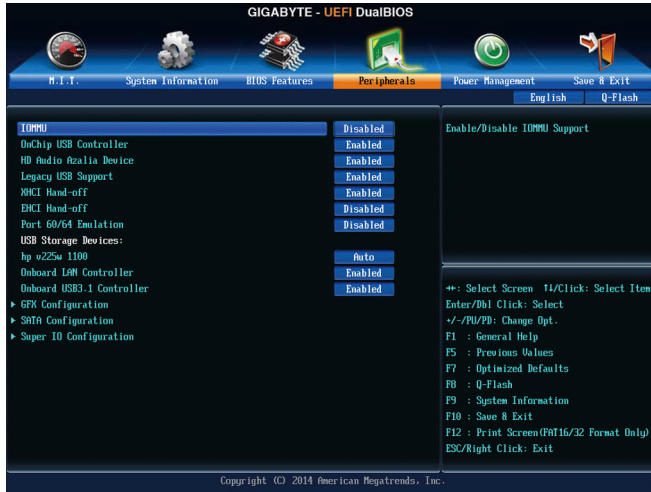 GIGABYTE - UEFI DualBIOS
M.I.T. System Information BIOS Features Peripherals Power Management Save & Exit
English Q-Flash
IOMMU Disabled
OnChip USB Controller Enabled
HD Audio Azalia Device Enabled
Legacy USB Support Enabled
XHCI Hand-off Enabled
EHCI Hand-off Disabled
Port 60/64 Emulation Disabled
USB Storage Devices:
hp v225w 1100 Auto
Onboard LAN Controller Enabled
Onboard USB3.1 Controller Enabled
GFX Configuration
SATA Configuration
Super IO Configuration
Enable/Disable IOMMU Support
↔: Select Screen ↑↓/Click: Select Item
Enter/Dbl Click: Select
+/-/PU/PD: Change Opt.
F1 : General Help
F5 : Previous Values
F7 : Optimized Defaults
F8 : Q-Flash
F9 : System Information
F10 : Save & Exit
F12 : Print Screen(FAT16/32 Format Only)
ESC/Right Click: Exit
Copyright (C) 2014 American Megatrends, Inc.